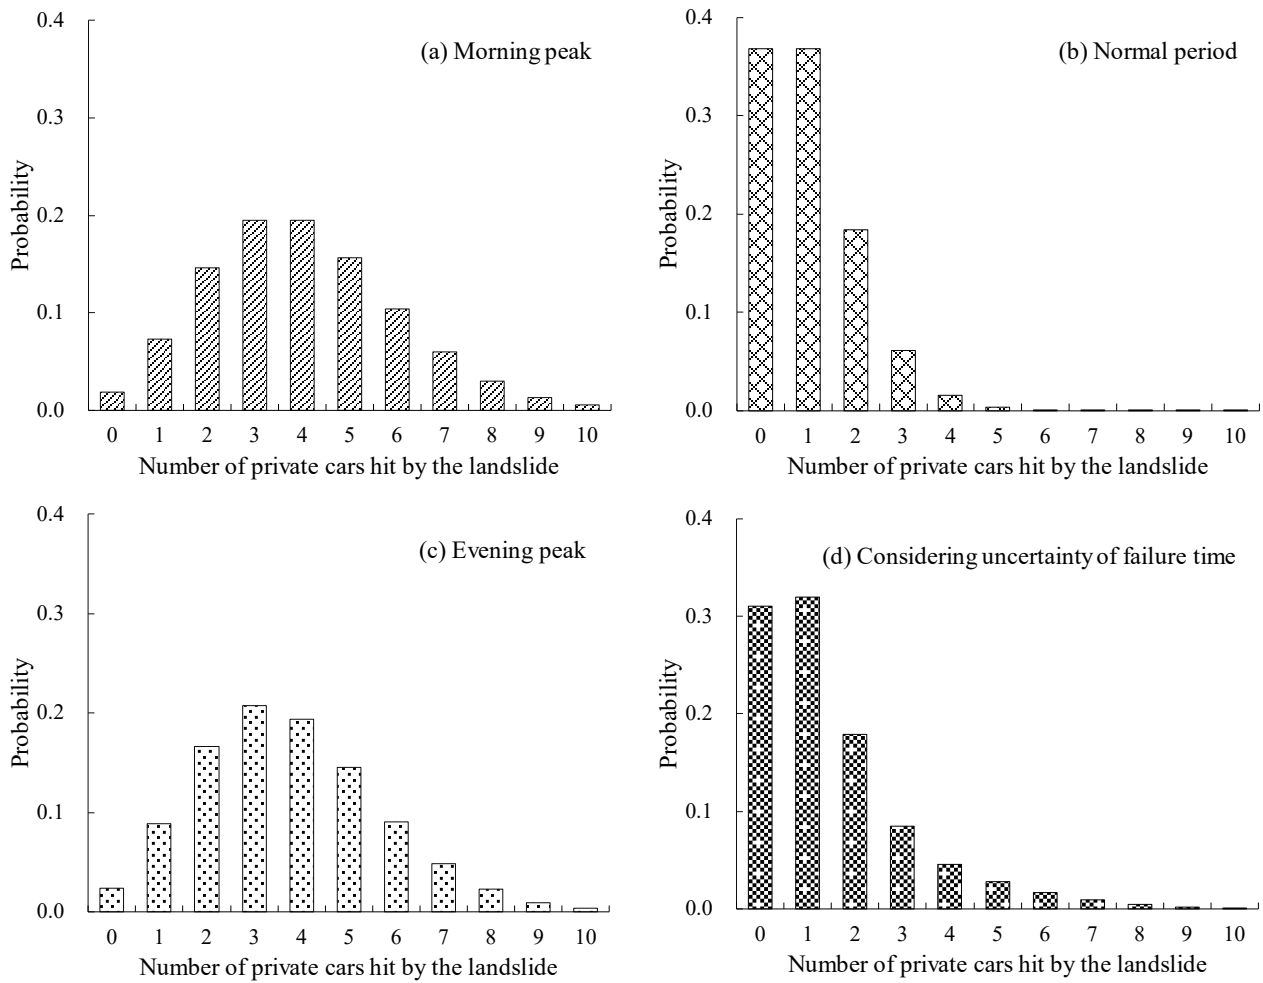 (a) Morning peak
Probability
0.4
0.3
0.2
0.1
0.0
0 1 2 3 4 5 6 7 8 9 10
Number of private cars hit by the landslide
(b) Normal period
Probability
0.4
0.3
0.2
0.1
0.0
0 1 2 3 4 5 6 7 8 9 10
Number of private cars hit by the landslide
(c) Evening peak
Probability
0.4
0.3
0.2
0.1
0.0
0 1 2 3 4 5 6 7 8 9 10
Number of private cars hit by the landslide
(d) Considering uncertainty of failure time
Probability
0.4
0.3
0.2
0.1
0.0
0 1 2 3 4 5 6 7 8 9 10
Number of private cars hit by the landslide